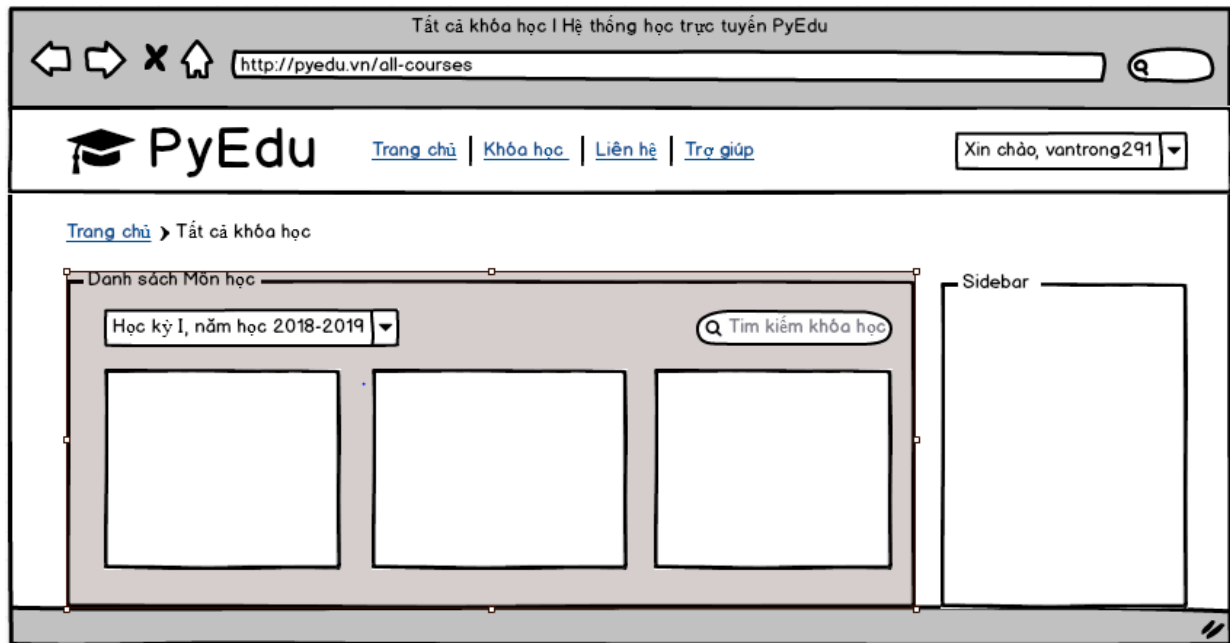 Tất cả khóa học | Hệ thống học trực tuyến PyEdu
http://pyedu.vn/all-courses
PyEdu Trang chủ | Khóa học | Liên hệ | Trợ giúp Xin chào, vantrong291
Trang chủ ❯ Tất cả khóa học
Danh sách Môn học Sidebar
Học kỳ I, năm học 2018-2019 Tìm kiếm khóa học